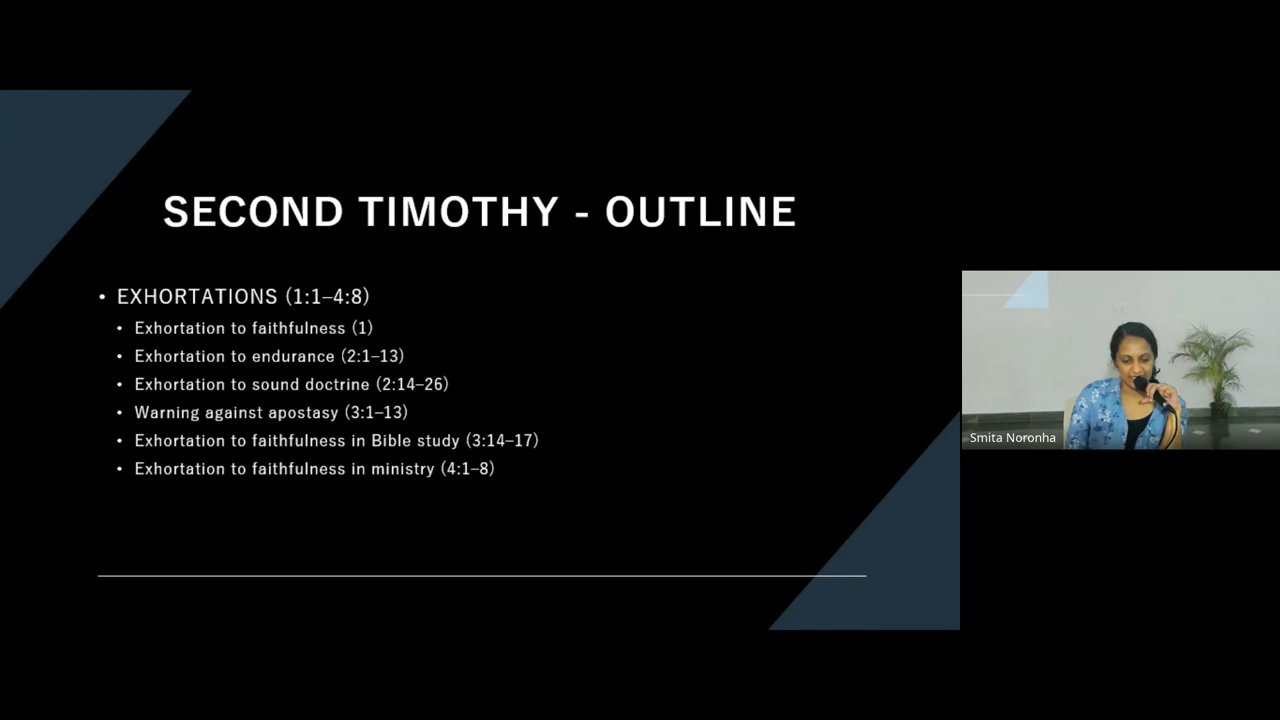 SECOND TIMOTHY - OUTLINE
• EXHORTATIONS (1:1–4:8)
• Exhortation to faithfulness (1)
• Exhortation to endurance (2:1–13)
• Exhortation to sound doctrine (2:14–26)
• Warning against apostasy (3:1–13)
• Exhortation to faithfulness in Bible study (3:14–17)
• Exhortation to faithfulness in ministry (4:1–8)
Smita Noronha